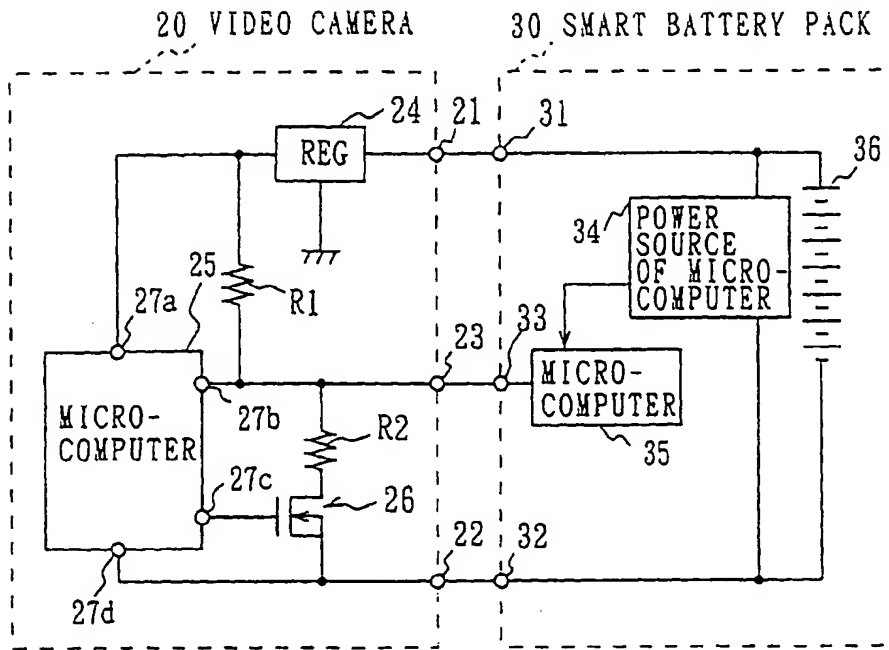 20 VIDEO CAMERA
30 SMART BATTERY PACK
24
21
31
REG
36
34
POWER
SOURCE
OF MICRO-
COMPUTER
25
27a
R1
23
33
MICRO-
COMPUTER
27b
MICRO-
COMPUTER
R2
35
27c
26
22
32
27d